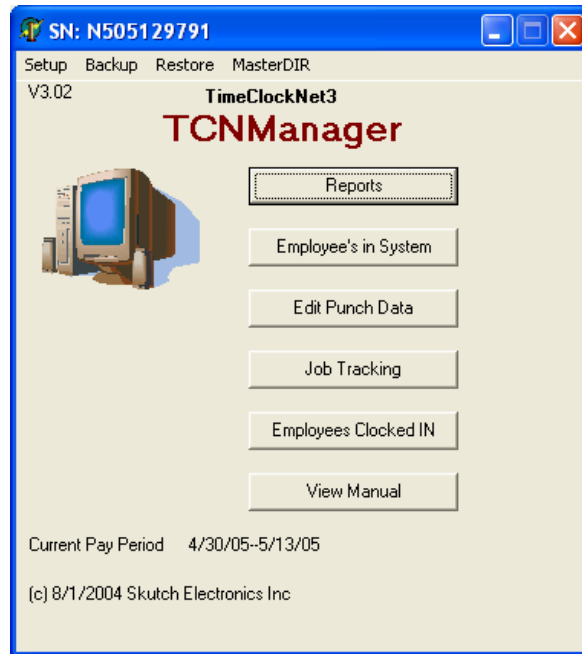 SN: N505129791
Setup Backup Restore MasterDIR
V3.02 TimeClockNet3
TCNManager
Reports
Employee's in System
Edit Punch Data
Job Tracking
Employees Clocked IN
View Manual
Current Pay Period 4/30/05--5/13/05
(c) 8/1/2004 Skutch Electronics Inc